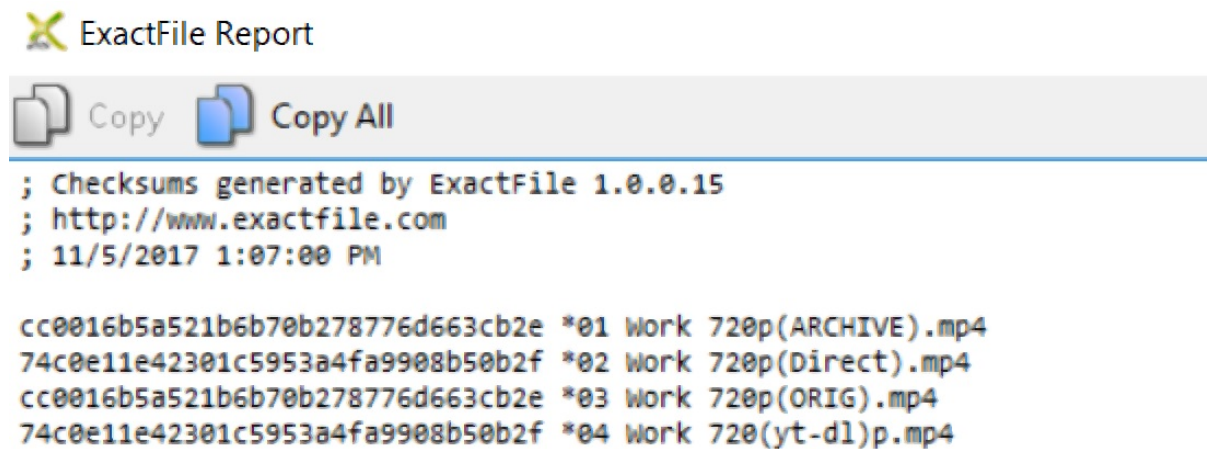 ExactFile Report
Copy Copy All
; Checksums generated by ExactFile 1.0.0.15
; http://www.exactfile.com
; 11/5/2017 1:07:00 PM
cc0016b5a521b6b70b278776d663cb2e *01 Work 720p(ARCHIVE).mp4
74c0e11e42301c5953a4fa9908b50b2f *02 Work 720p(Direct).mp4
cc0016b5a521b6b70b278776d663cb2e *03 Work 720p(ORIG).mp4
74c0e11e42301c5953a4fa9908b50b2f *04 Work 720(yt-dl)p.mp4